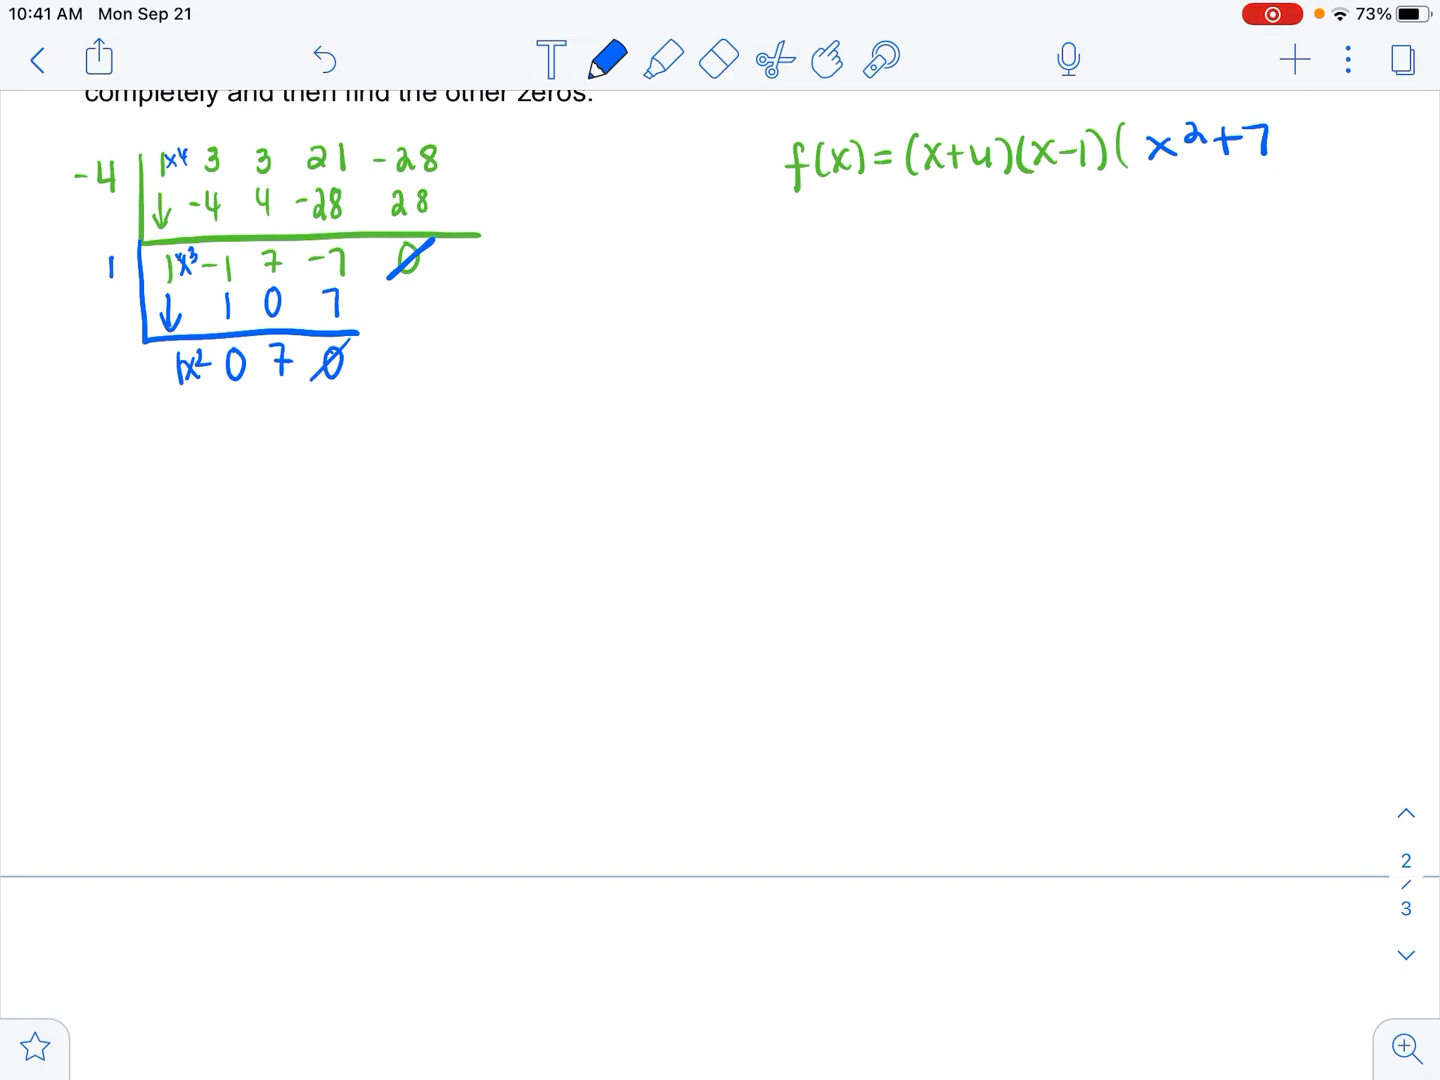 10:41 AM Mon Sep 21
73%
T
completely and then find the other zeros.
f(x) = (x+4)(x-1)( x²+7
-4 1x⁴ 3 3 21 -28
↓ -4 4 -28 28
1 1x³ -1 7 -7 0
↓ 1 0 7
1x² 0 7 0
2
/
3